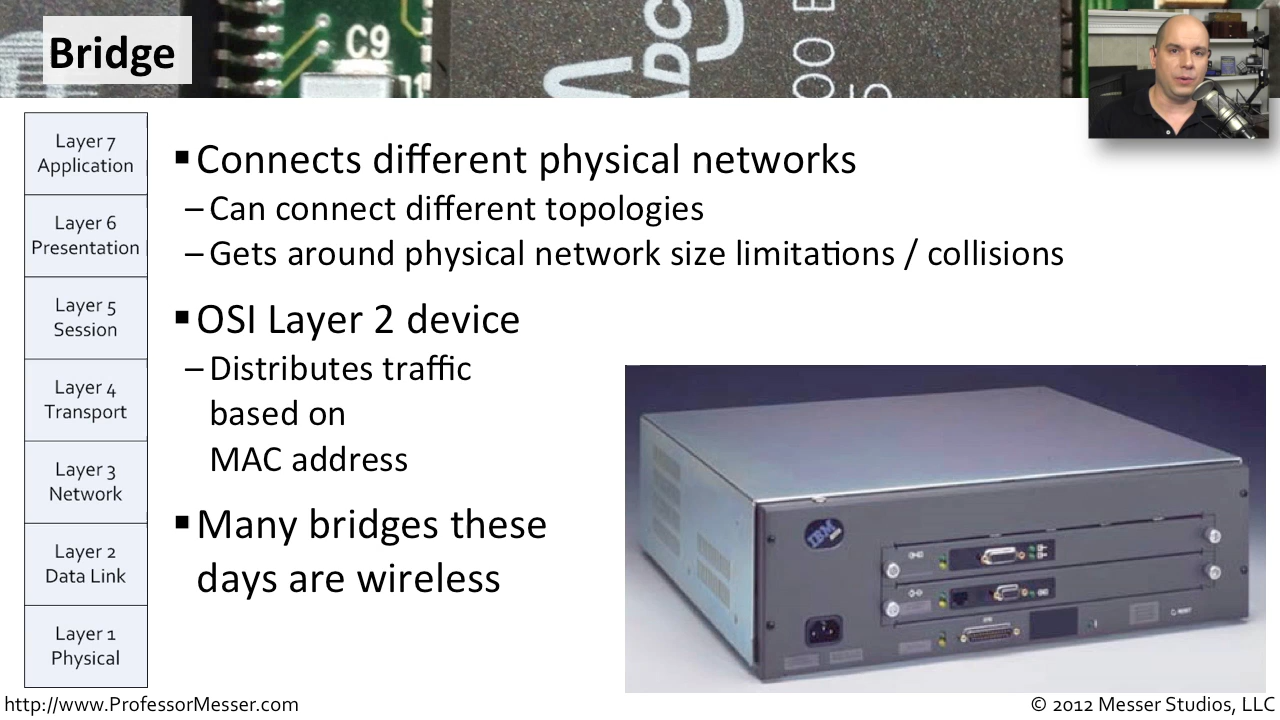 Bridge
C9
Layer 7
Application
Layer 6
Presentation
Layer 5
Session
Layer 4
Transport
Layer 3
Network
Layer 2
Data Link
Layer 1
Physical
▪Connects different physical networks
–Can connect different topologies
–Gets around physical network size limitations / collisions
▪OSI Layer 2 device
–Distributes traffic
based on
MAC address
▪Many bridges these
days are wireless
IBM
http://www.ProfessorMesser.com
© 2012 Messer Studios, LLC